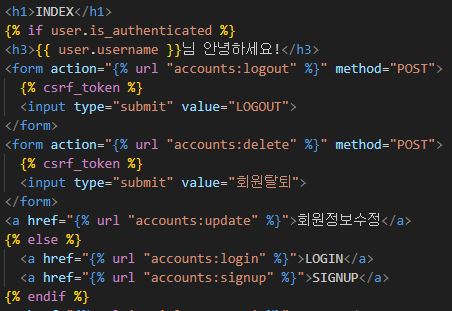 <h1>INDEX</h1>
{% if user.is_authenticated %}
<h3>{{ user.username }}님 안녕하세요!</h3>
<form action="{% url "accounts:logout" %}" method="POST">
  {% csrf_token %}
  <input type="submit" value="LOGOUT">
</form>
<form action="{% url "accounts:delete" %}" method="POST">
  {% csrf_token %}
  <input type="submit" value="회원탈퇴">
</form>
<a href="{% url "accounts:update" %}">회원정보수정</a>
{% else %}
  <a href="{% url "accounts:login" %}">LOGIN</a>
  <a href="{% url "accounts:signup" %}">SIGNUP</a>
{% endif %}